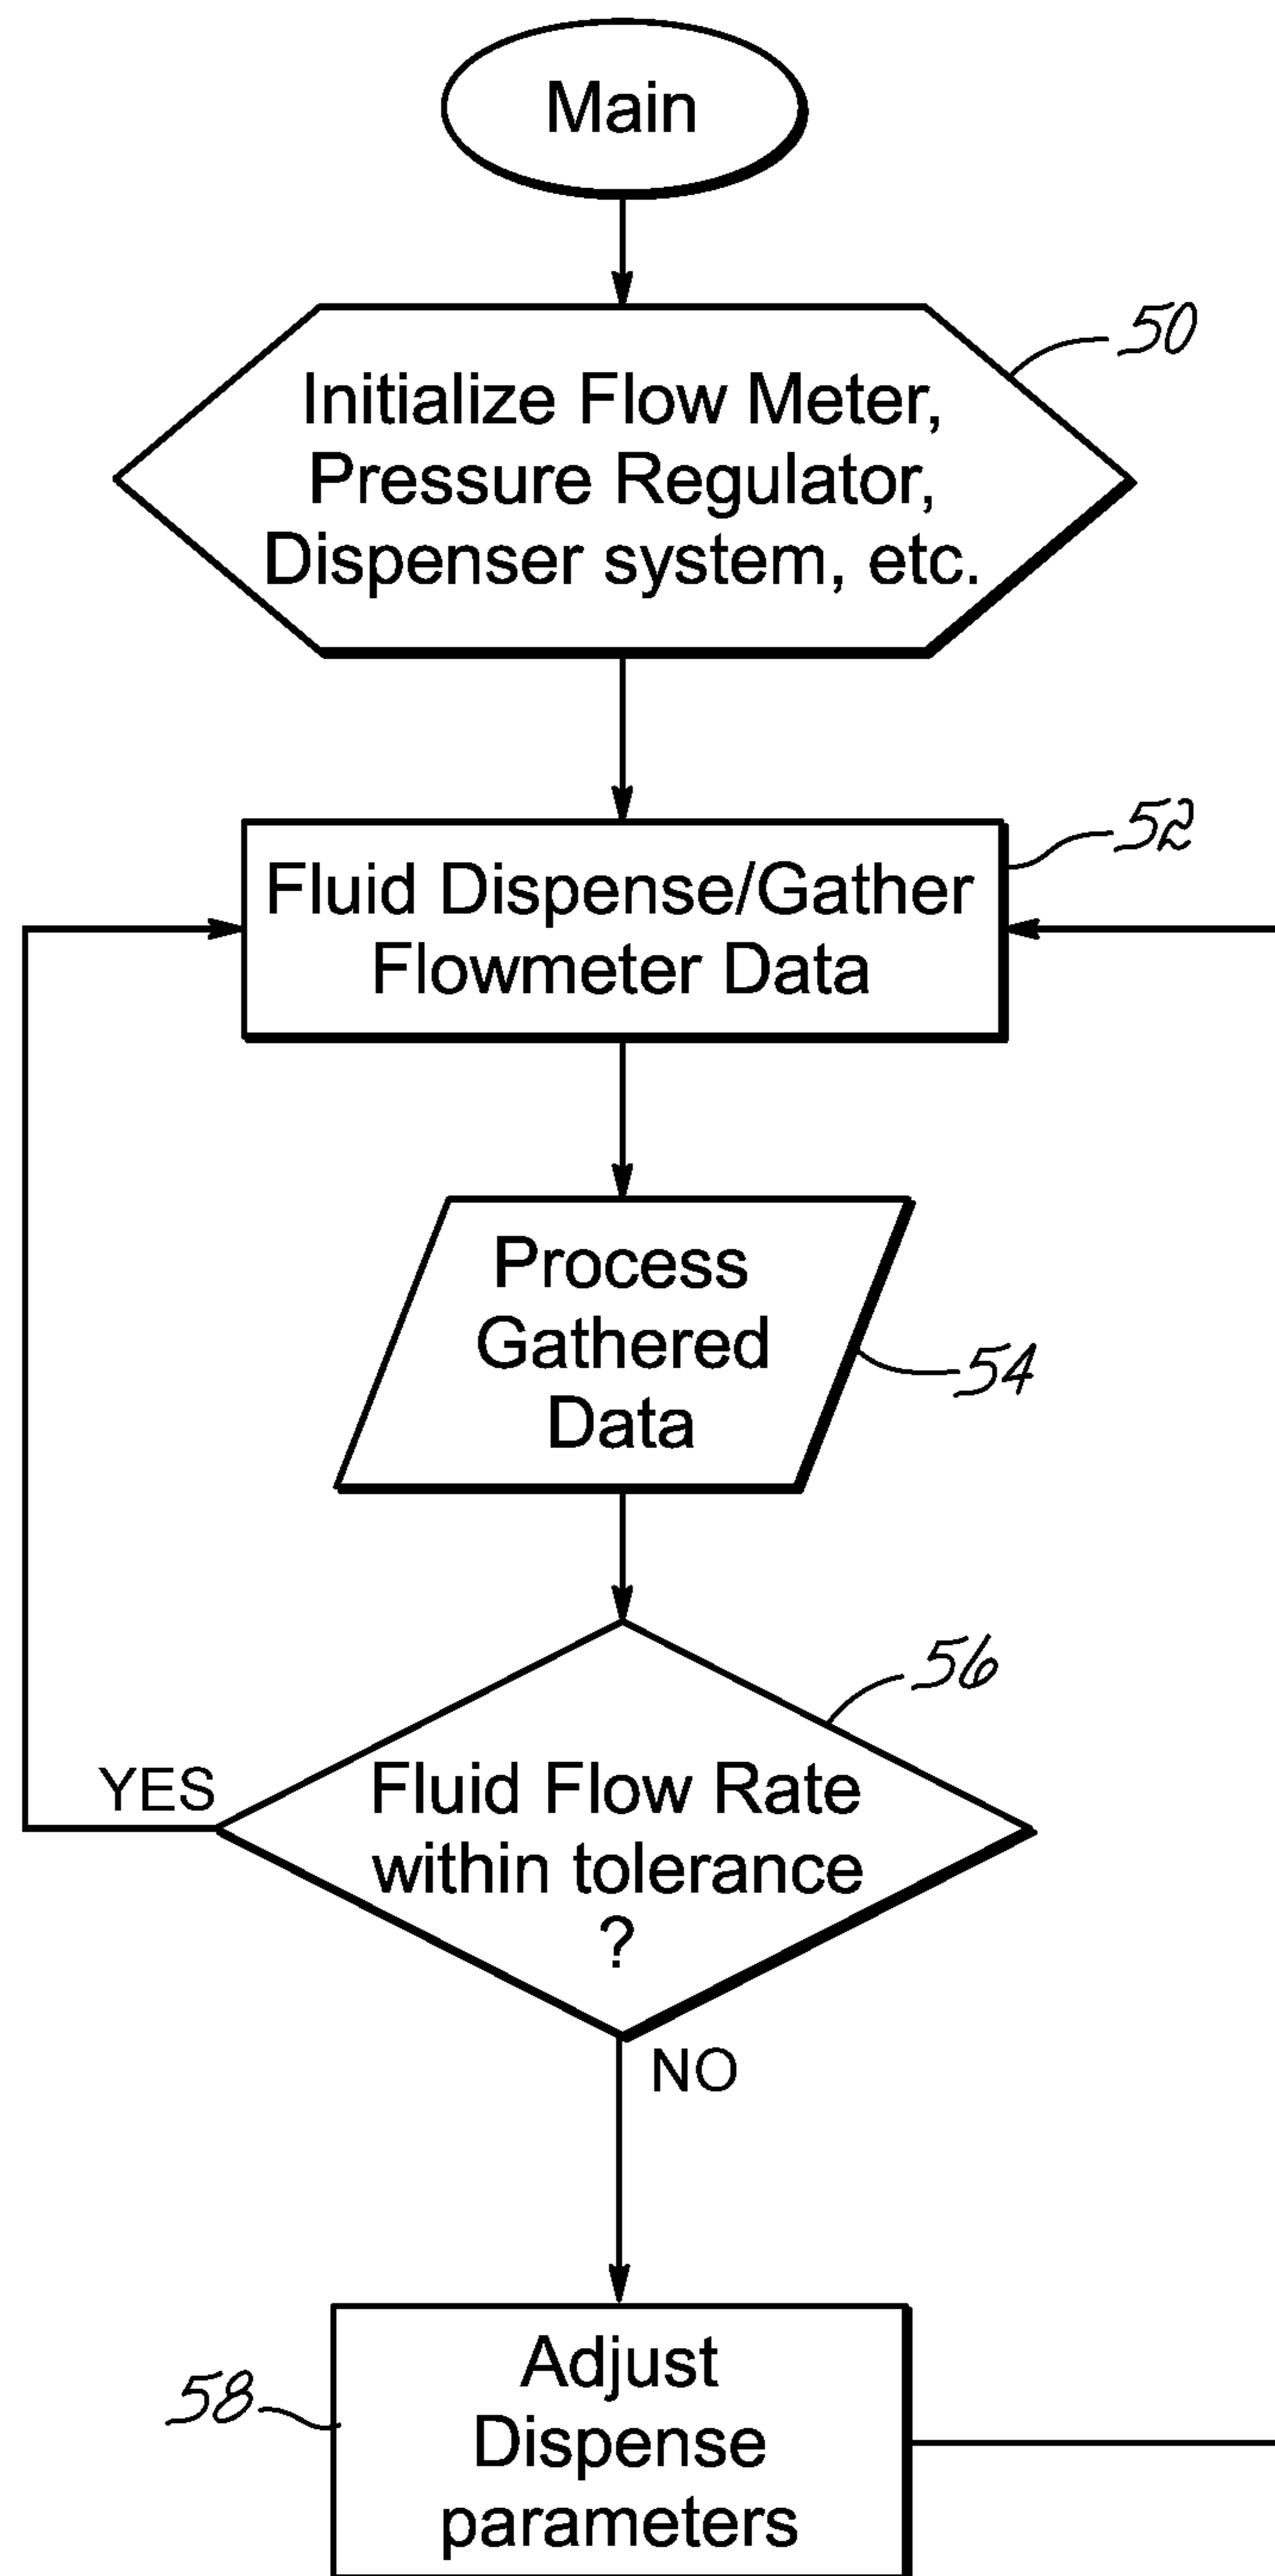 Main
50
Initialize Flow Meter,
Pressure Regulator,
Dispenser system, etc.
52
Fluid Dispense/Gather
Flowmeter Data
Process
Gathered
Data
54
56
YES
Fluid Flow Rate
within tolerance
?
NO
58
Adjust
Dispense
parameters